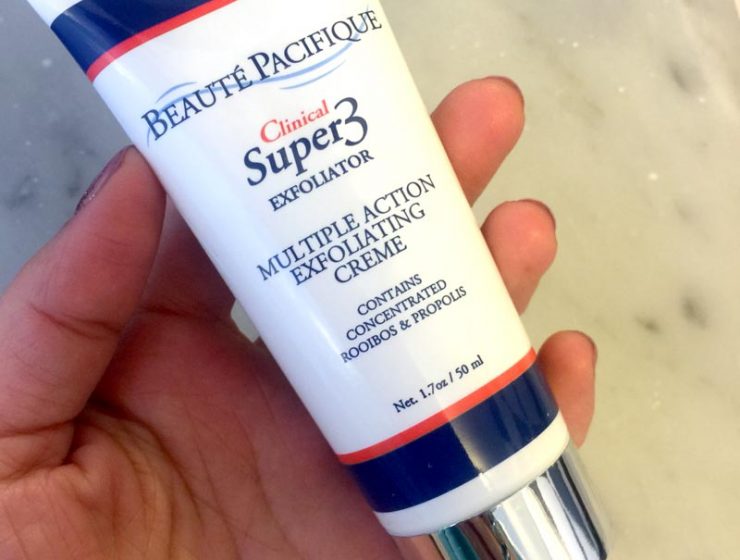 BEAUTÉ PACIFIQUE
Clinical
Super3
EXFOLIATOR
MULTIPLE ACTION
EXFOLIATING
CREME
CONTAINS
CONCENTRATED
ROOIBOS & PROPOLIS
Net. 1.7oz / 50 ml